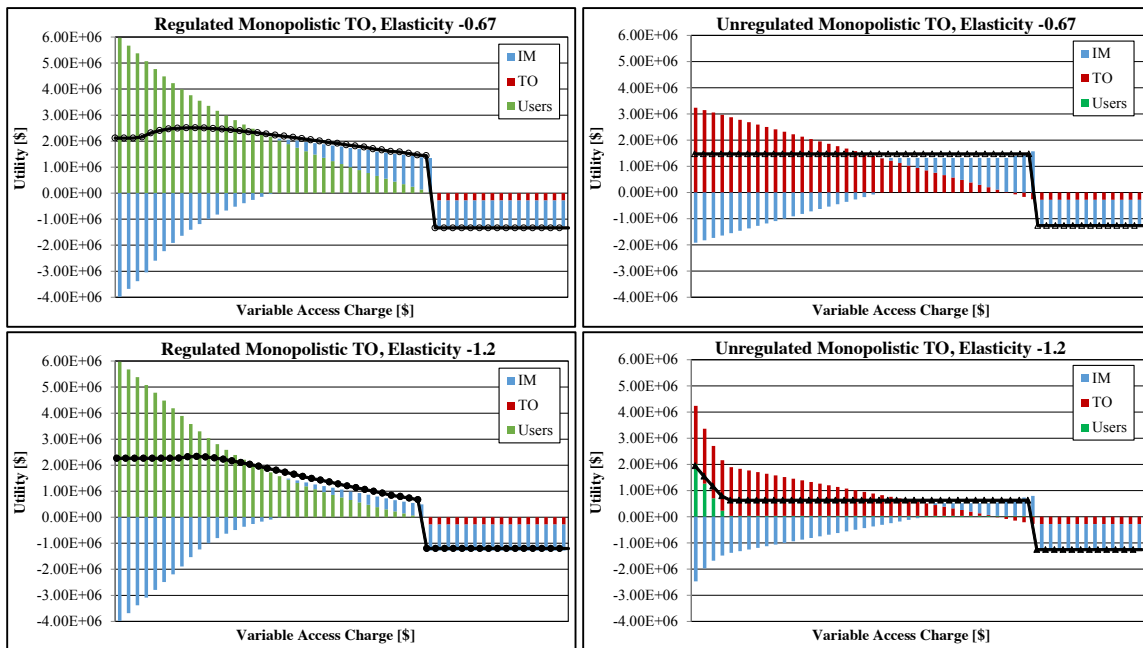 Regulated Monopolistic TO, Elasticity -0.67
6.00E+06
5.00E+06
4.00E+06
3.00E+06
2.00E+06
1.00E+06
0.00E+00
-1.00E+06
-2.00E+06
-3.00E+06
-4.00E+06
Utility [$]
Variable Access Charge [$]
IM
TO
Users
Unregulated Monopolistic TO, Elasticity -0.67
6.00E+06
5.00E+06
4.00E+06
3.00E+06
2.00E+06
1.00E+06
0.00E+00
-1.00E+06
-2.00E+06
-3.00E+06
-4.00E+06
Utility [$]
Variable Access Charge [$]
IM
TO
Users
Regulated Monopolistic TO, Elasticity -1.2
6.00E+06
5.00E+06
4.00E+06
3.00E+06
2.00E+06
1.00E+06
0.00E+00
-1.00E+06
-2.00E+06
-3.00E+06
-4.00E+06
Utility [$]
Variable Access Charge [$]
IM
TO
Users
Unregulated Monopolistic TO, Elasticity -1.2
6.00E+06
5.00E+06
4.00E+06
3.00E+06
2.00E+06
1.00E+06
0.00E+00
-1.00E+06
-2.00E+06
-3.00E+06
-4.00E+06
Utility [$]
Variable Access Charge [$]
IM
TO
Users